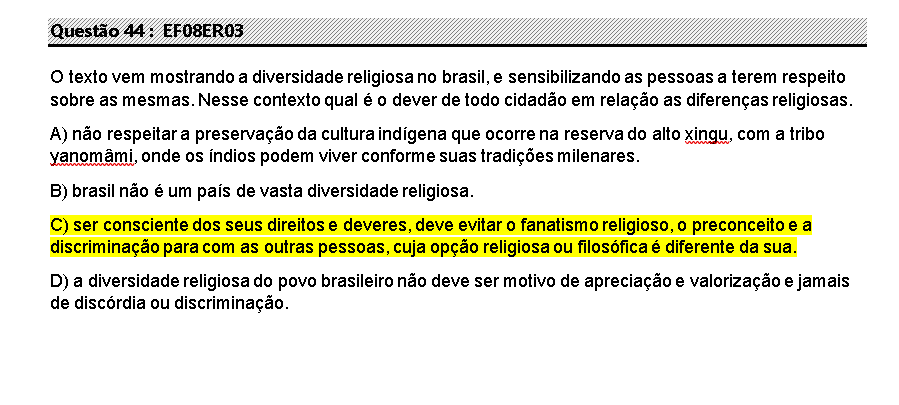 Questão 44 : EF08ER03
O texto vem mostrando a diversidade religiosa no brasil, e sensibilizando as pessoas a terem respeito
sobre as mesmas. Nesse contexto qual é o dever de todo cidadão em relação as diferenças religiosas.
A) não respeitar a preservação da cultura indígena que ocorre na reserva do alto xingu, com a tribo
yanomâmi, onde os índios podem viver conforme suas tradições milenares.
B) brasil não é um país de vasta diversidade religiosa.
C) ser consciente dos seus direitos e deveres, deve evitar o fanatismo religioso, o preconceito e a
discriminação para com as outras pessoas, cuja opção religiosa ou filosófica é diferente da sua.
D) a diversidade religiosa do povo brasileiro não deve ser motivo de apreciação e valorização e jamais
de discórdia ou discriminação.